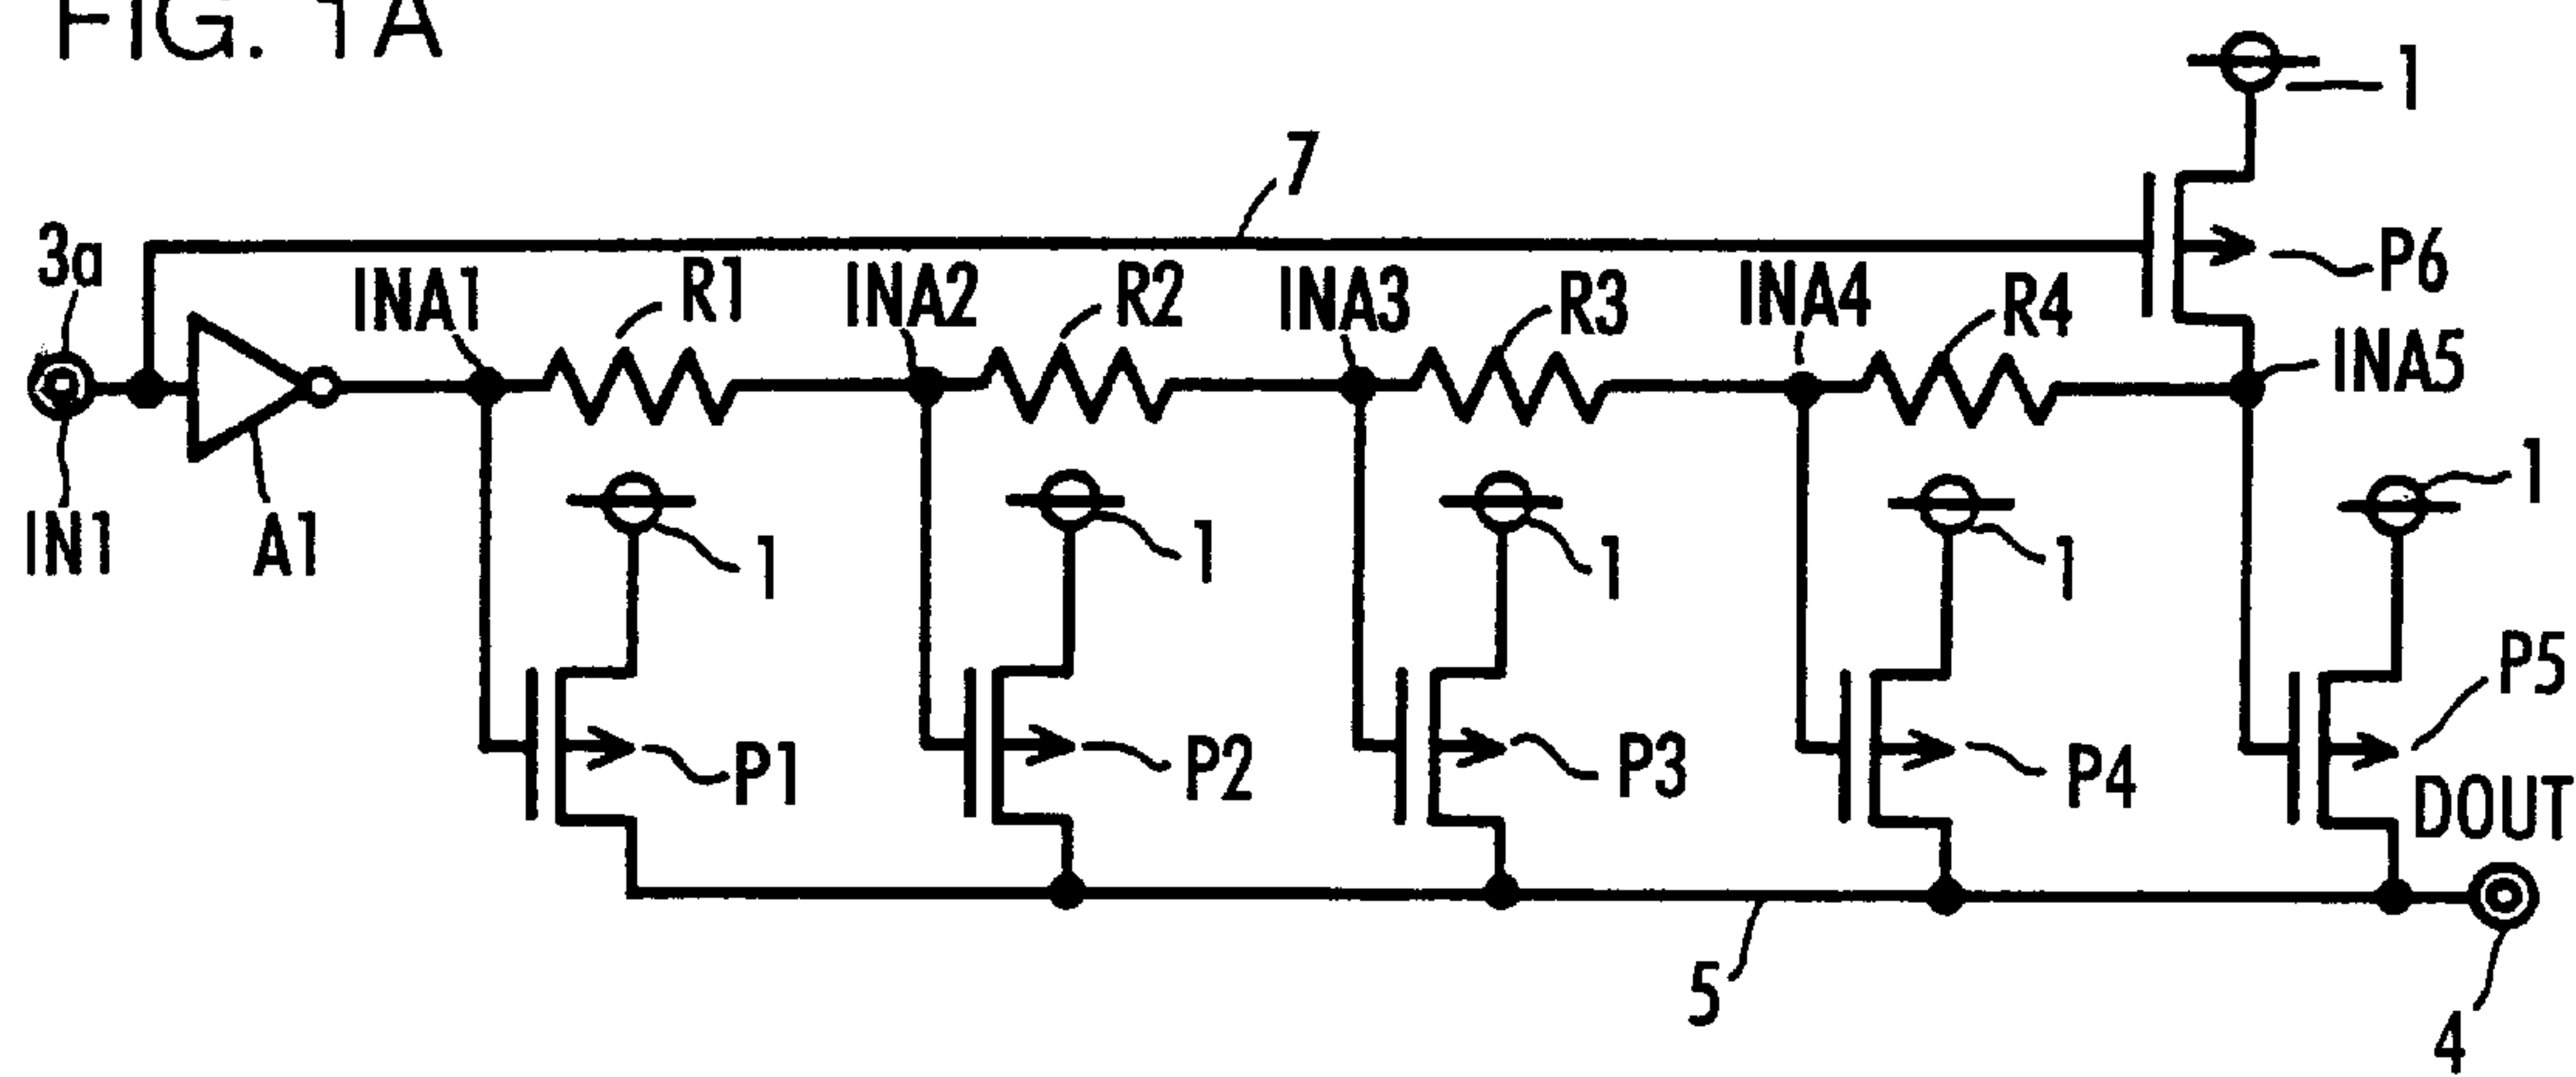 FIG. 1A
1
7
3a
P6
INA1
R1
INA2
R2
INA3
R3
INA4
R4
INA5
IN1
A1
1
1
1
1
1
P1
P2
P3
P4
P5
DOUT
5
4